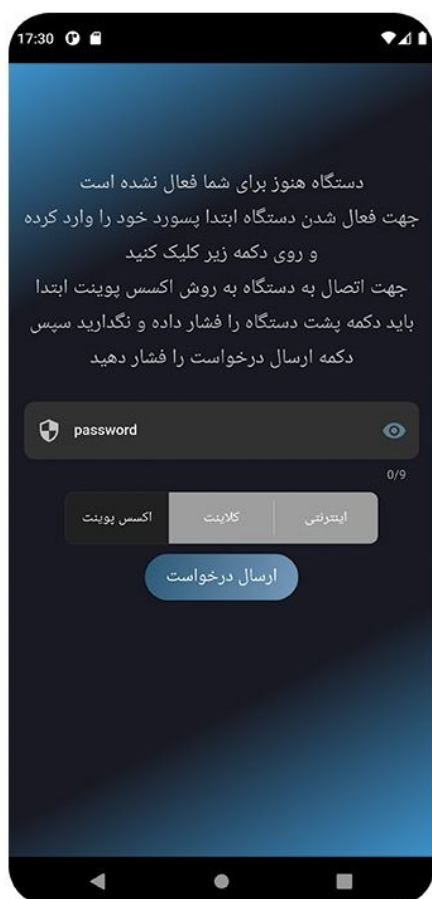 17:30
دستگاه هنوز برای شما فعال نشده است
جهت فعال شدن دستگاه ابتدا پسورد خود را وارد کرده
و روی دکمه زیر کلیک کنید
جهت اتصال به دستگاه به روش اکسس پوینت ابتدا
باید دکمه پشت دستگاه را فشار داده و نگدارید سپس
دکمه ارسال درخواست را فشار دهید
password
0/9
اینترنتی کلاینت اکسس پوینت
ارسال درخواست